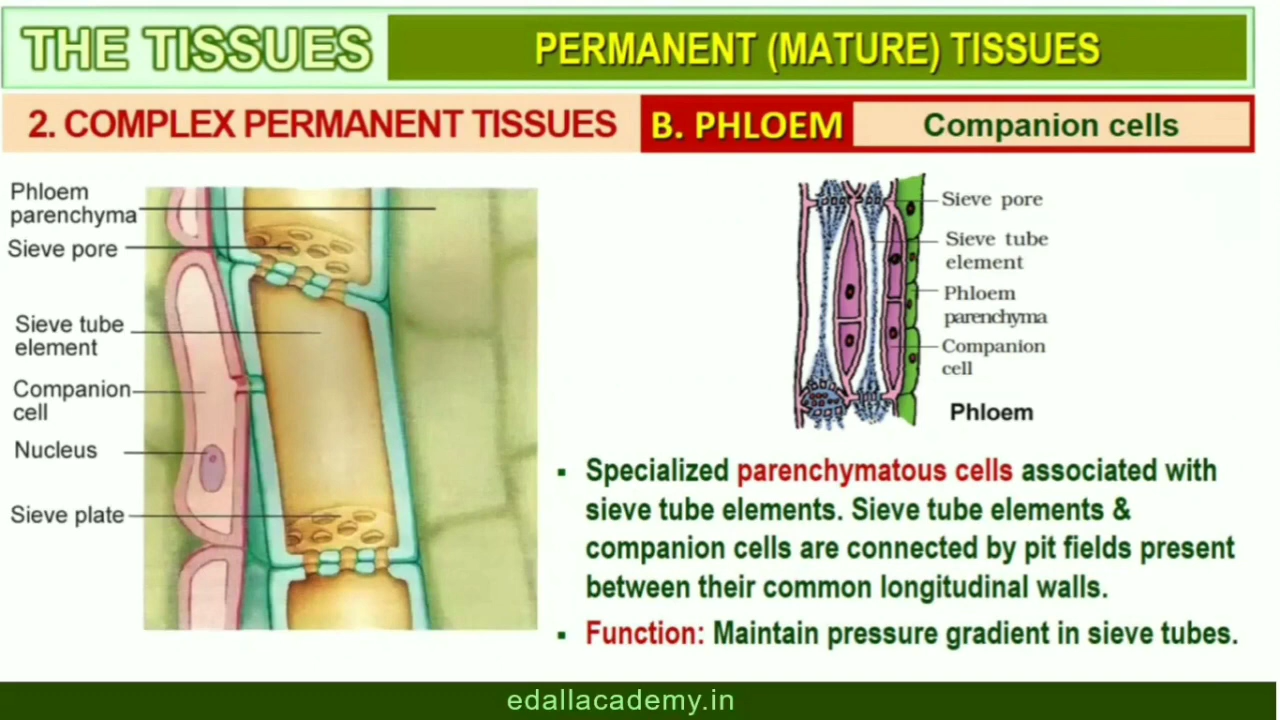 THE TISSUES
PERMANENT (MATURE) TISSUES
2. COMPLEX PERMANENT TISSUES
B. PHLOEM
Companion cells
Phloem
parenchyma
Sieve pore
Sieve tube
element
Companion
cell
Nucleus
Sieve plate
Sieve pore
Sieve tube
element
Phloem
parenchyma
Companion
cell
Phloem
▪ Specialized parenchymatous cells associated with
sieve tube elements. Sieve tube elements &
companion cells are connected by pit fields present
between their common longitudinal walls.
▪ Function: Maintain pressure gradient in sieve tubes.
edallacademy.in